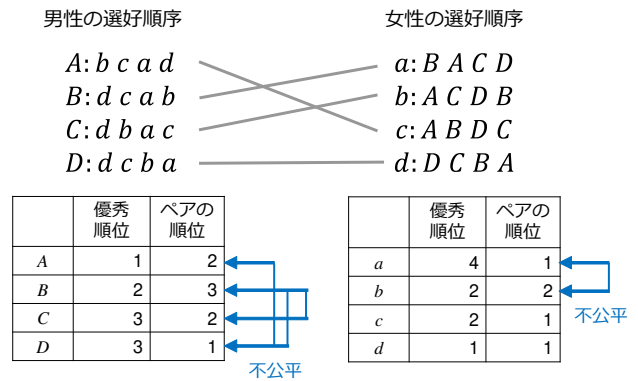 男性の選好順序 女性の選好順序
A: b c a d a: B A C D
B: d c a b b: A C D B
C: d b a c c: A B D C
D: d c b a d: D C B A
優秀 ペアの 優秀 ペアの
順位 順位 順位 順位
A 1 2 a 4 1
B 2 3 b 2 2
C 3 2 c 2 1
D 3 1 d 1 1
不公平
不公平